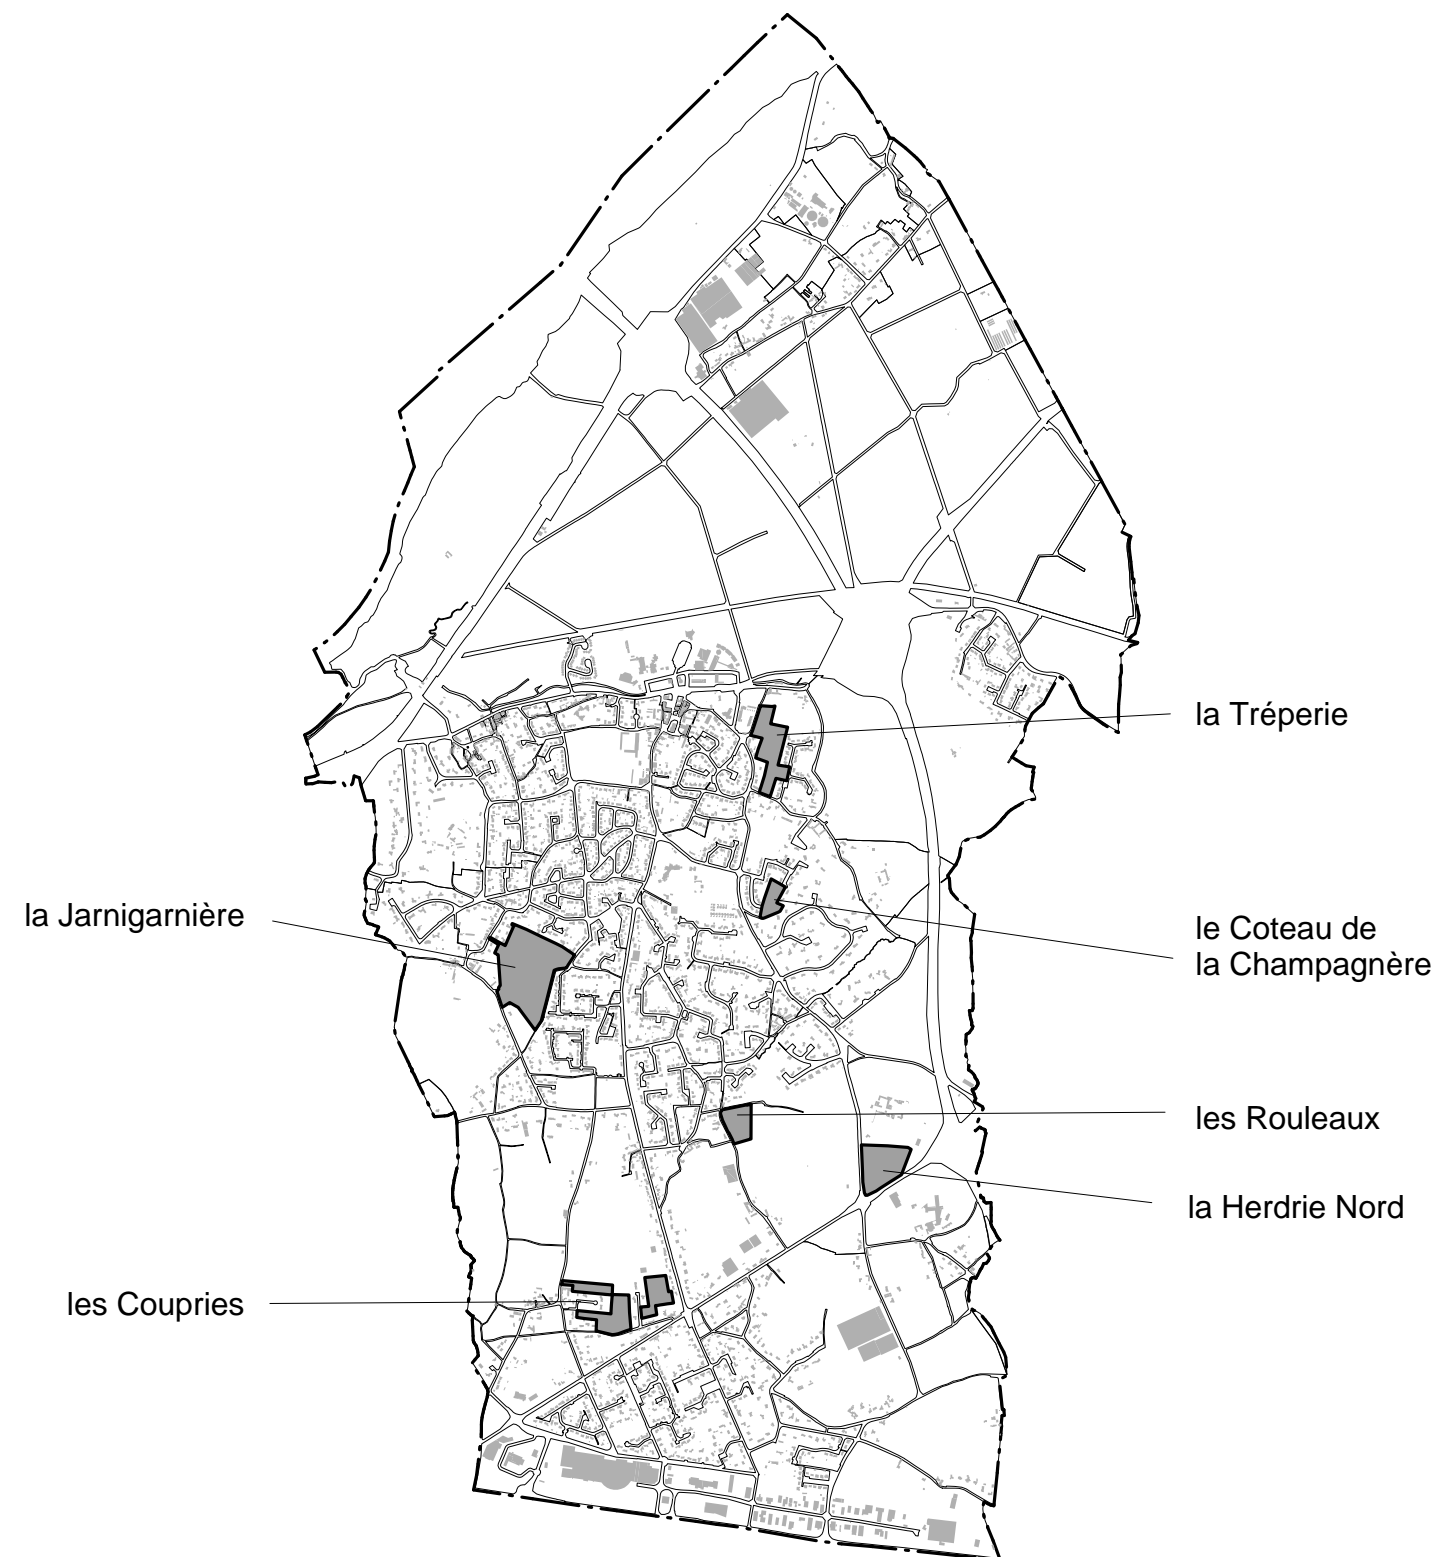 la Tréperie
la Jarnigarnière
le Coteau de
la Champagnère
les Rouleaux
la Herdrie Nord
les Coupries